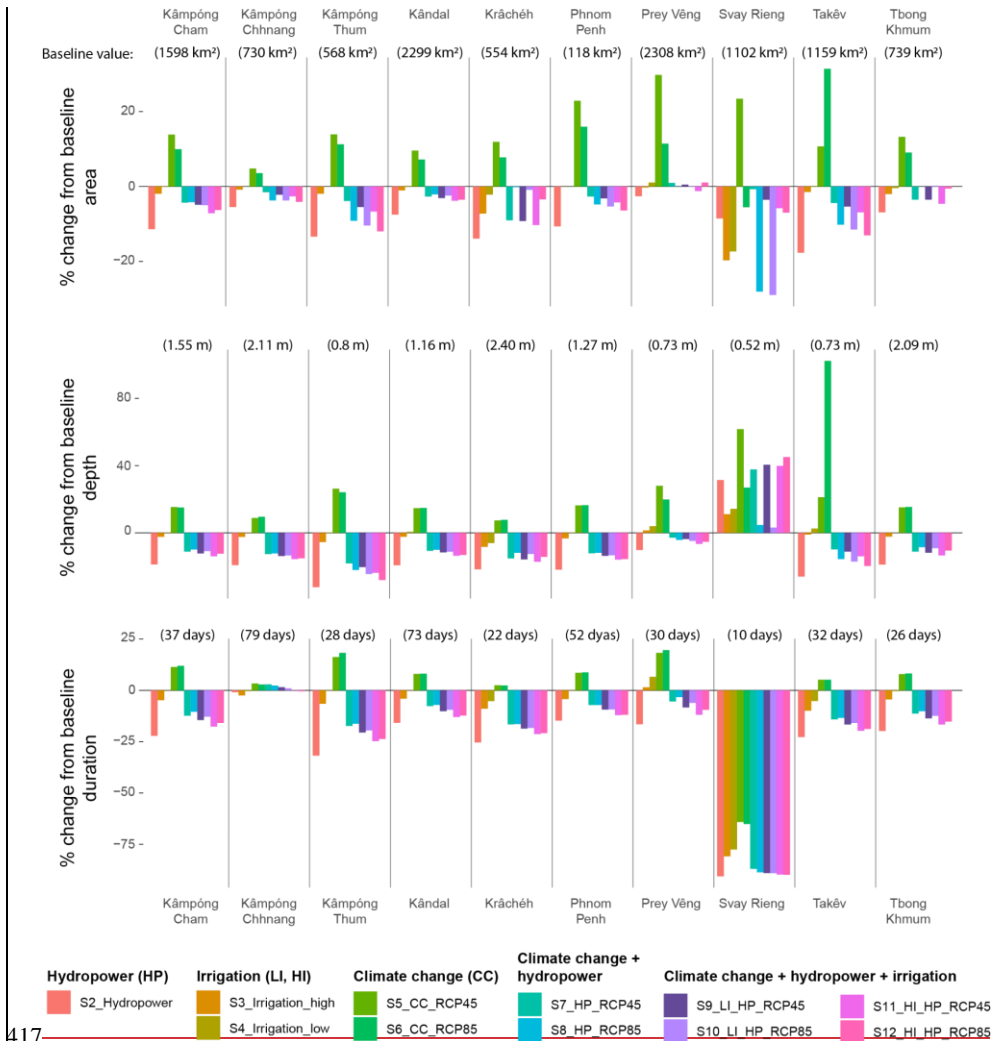 Kâmpóng Cham Kâmpóng Chhnang Kâmpóng Thum Kândal Krâchéh Phnom Penh Prey Vêng Svay Rieng Takêv Tbong Khmum
Baseline value: (1598 km²) (730 km²) (568 km²) (2299 km²) (554 km²) (118 km²) (2308 km²) (1102 km²) (1159 km²) (739 km²)
% change from baseline
area
20
0
−20
(1.55 m) (2.11 m) (0.8 m) (1.16 m) (2.40 m) (1.27 m) (0.73 m) (0.52 m) (0.73 m) (2.09 m)
% change from baseline
depth
80
40
0
(37 days) (79 days) (28 days) (73 days) (22 days) (52 dyas) (30 days) (10 days) (32 days) (26 days)
% change from baseline
duration
25
0
−25
−50
−75
Kâmpóng Cham Kâmpóng Chhnang Kâmpóng Thum Kândal Krâchéh Phnom Penh Prey Vêng Svay Rieng Takêv Tbong Khmum
Hydropower (HP)
S2_Hydropower
Irrigation (LI, HI)
S3_Irrigation_high
S4_Irrigation_low
Climate change (CC)
S5_CC_RCP45
S6_CC_RCP85
Climate change +
hydropower
S7_HP_RCP45
S8_HP_RCP85
Climate change + hydropower + irrigation
S9_LI_HP_RCP45
S10_LI_HP_RCP85
S11_HI_HP_RCP45
S12_HI_HP_RCP85
417